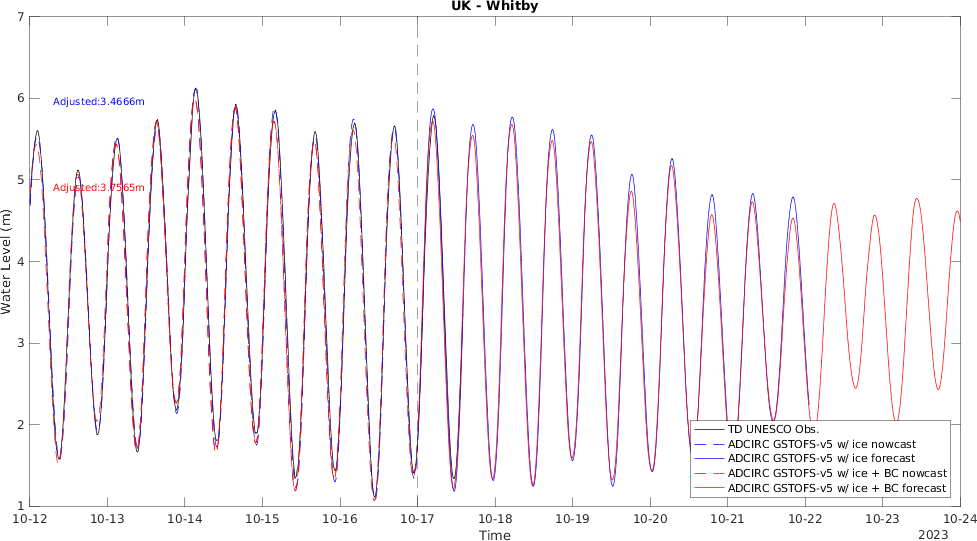 UK - Whitby
7
6
5
4
3
2
1
Water Level (m)
Adjusted:3.4666m
Adjusted:3.7565m
TD UNESCO Obs.
ADCIRC GSTOFS-v5 w/ ice nowcast
ADCIRC GSTOFS-v5 w/ ice forecast
ADCIRC GSTOFS-v5 w/ ice + BC nowcast
ADCIRC GSTOFS-v5 w/ ice + BC forecast
10-12 10-13 10-14 10-15 10-16 10-17 10-18 10-19 10-20 10-21 10-22 10-23 10-24
Time
2023